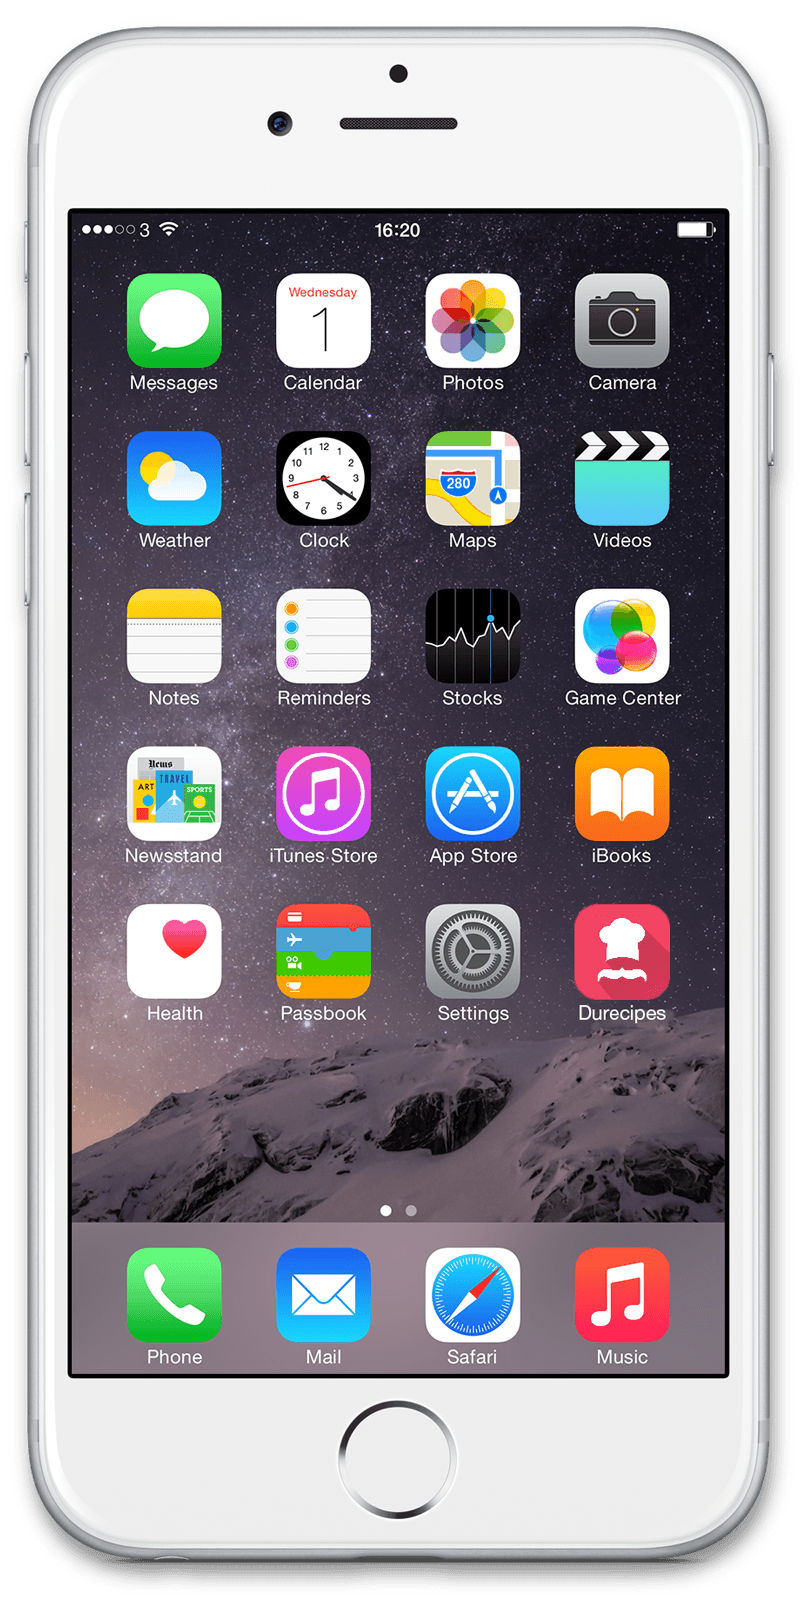 3 16:20
Wednesday
1
Messages Calendar Photos Camera
12
11 1
10 2
9 3
8 4
7 5
6
280
Weather Clock Maps Videos
Notes Reminders Stocks Game Center
News
TRAVEL
ART SPORTS
Newsstand iTunes Store App Store iBooks
Health Passbook Settings Durecipes
Phone Mail Safari Music